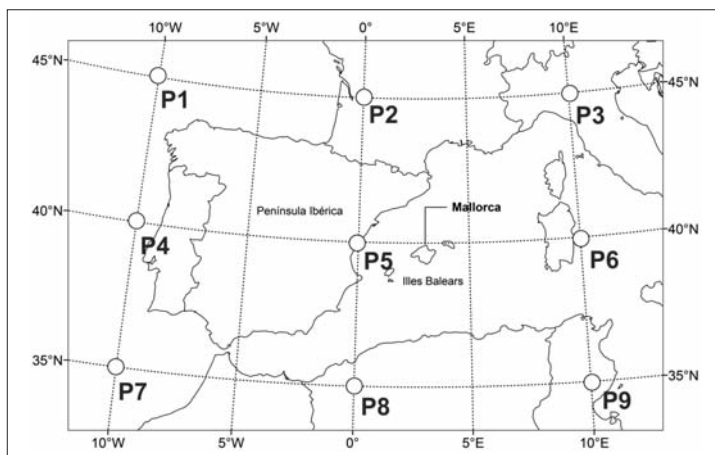 10°W 5°W 0° 5°E 10°E
45°N 45°N
P1 P2 P3
40°N 40°N
Península Ibérica Mallorca
P4 P5 P6
Illes Balears
35°N 35°N
P7 P8 P9
10°W 5°W 0° 5°E 10°E